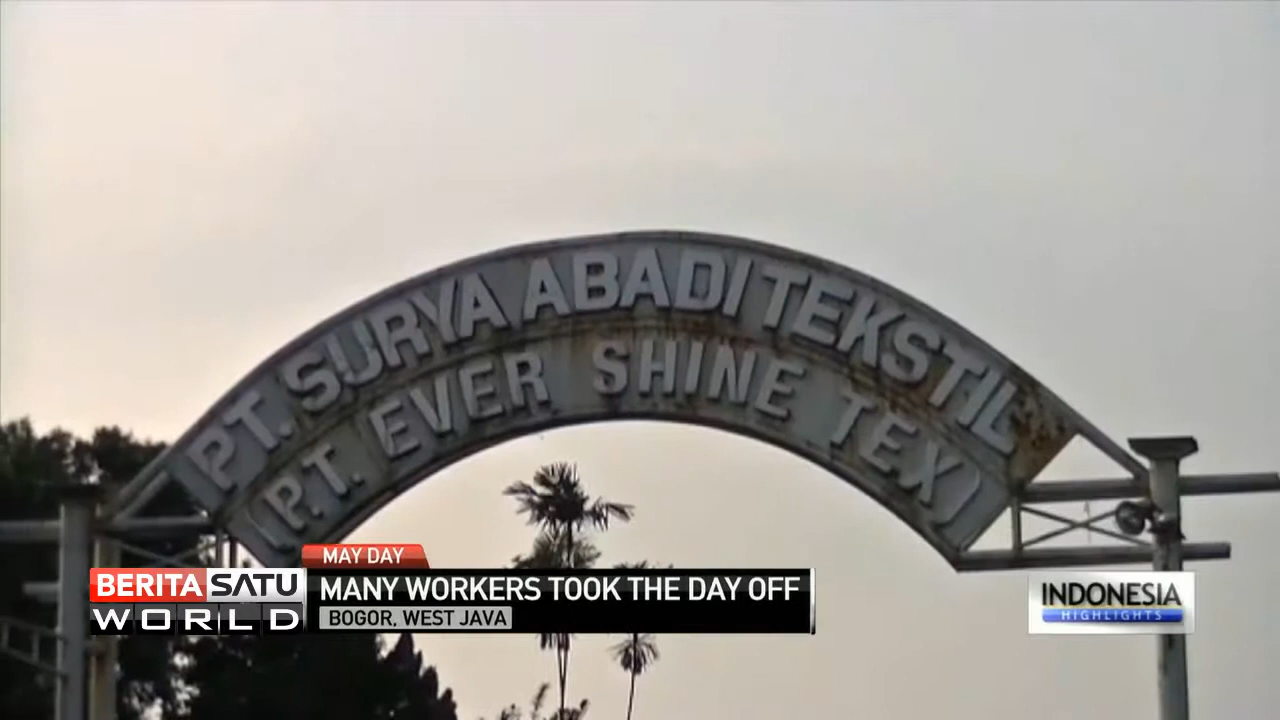 PT. SURYA ABADI TEKSTIL
(P.T. EVER SHINE TEX)
MAY DAY
BERITA SATU
WORLD
MANY WORKERS TOOK THE DAY OFF
BOGOR, WEST JAVA
INDONESIA
HIGHLIGHTS